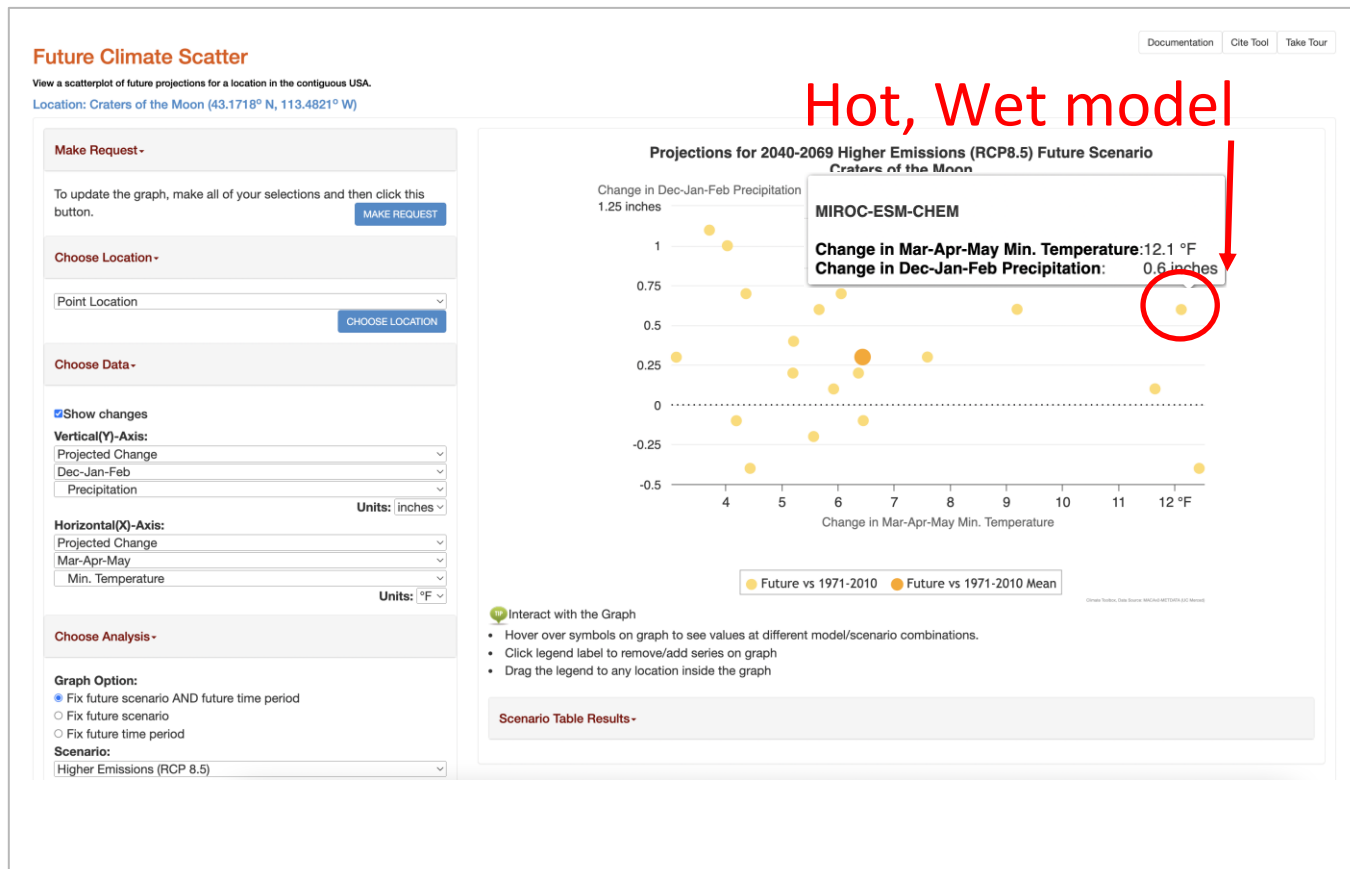 Documentation Cite Tool Take Tour
Future Climate Scatter
View a scatterplot of future projections for a location in the contiguous USA.
Location: Craters of the Moon (43.1718° N, 113.4821° W)
Hot, Wet model
Make Request
To update the graph, make all of your selections and then click this
button.
MAKE REQUEST
Choose Location
Point Location
CHOOSE LOCATION
Choose Data
Show changes
Vertical(Y)-Axis:
Projected Change
Dec-Jan-Feb
Precipitation
Units: inches
Horizontal(X)-Axis:
Projected Change
Mar-Apr-May
Min. Temperature
Units: °F
Choose Analysis
Graph Option:
Fix future scenario AND future time period
Fix future scenario
Fix future time period
Scenario:
Higher Emissions (RCP 8.5)
Projections for 2040-2069 Higher Emissions (RCP8.5) Future Scenario
Craters of the Moon
Change in Dec-Jan-Feb Precipitation
1.25 inches
MIROC-ESM-CHEM
Change in Mar-Apr-May Min. Temperature:12.1 °F
Change in Dec-Jan-Feb Precipitation: 0.6 inches
1
0.75
0.5
0.25
0
-0.25
-0.5
4 5 6 7 8 9 10 11 12 °F
Change in Mar-Apr-May Min. Temperature
Future vs 1971-2010 Future vs 1971-2010 Mean
TIP Interact with the Graph
• Hover over symbols on graph to see values at different model/scenario combinations.
• Click legend label to remove/add series on graph
• Drag the legend to any location inside the graph
Scenario Table Results